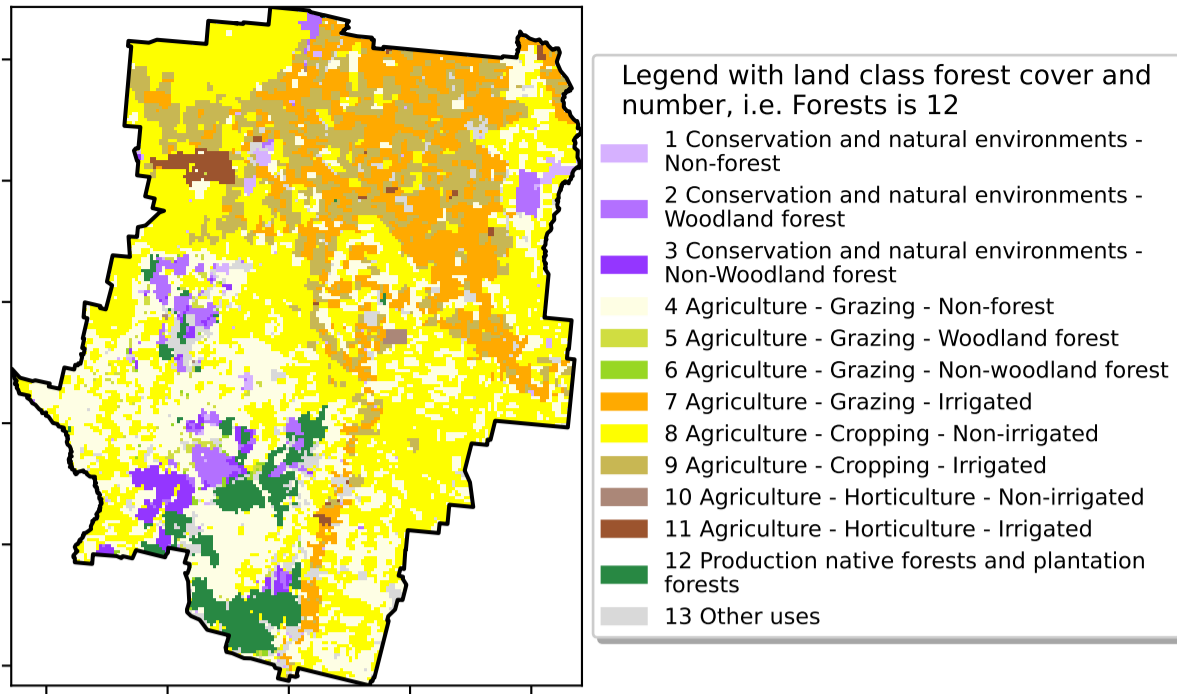 Legend with land class forest cover and
number, i.e. Forests is 12
1 Conservation and natural environments -
Non-forest
2 Conservation and natural environments -
Woodland forest
3 Conservation and natural environments -
Non-Woodland forest
4 Agriculture - Grazing - Non-forest
5 Agriculture - Grazing - Woodland forest
6 Agriculture - Grazing - Non-woodland forest
7 Agriculture - Grazing - Irrigated
8 Agriculture - Cropping - Non-irrigated
9 Agriculture - Cropping - Irrigated
10 Agriculture - Horticulture - Non-irrigated
11 Agriculture - Horticulture - Irrigated
12 Production native forests and plantation
forests
13 Other uses